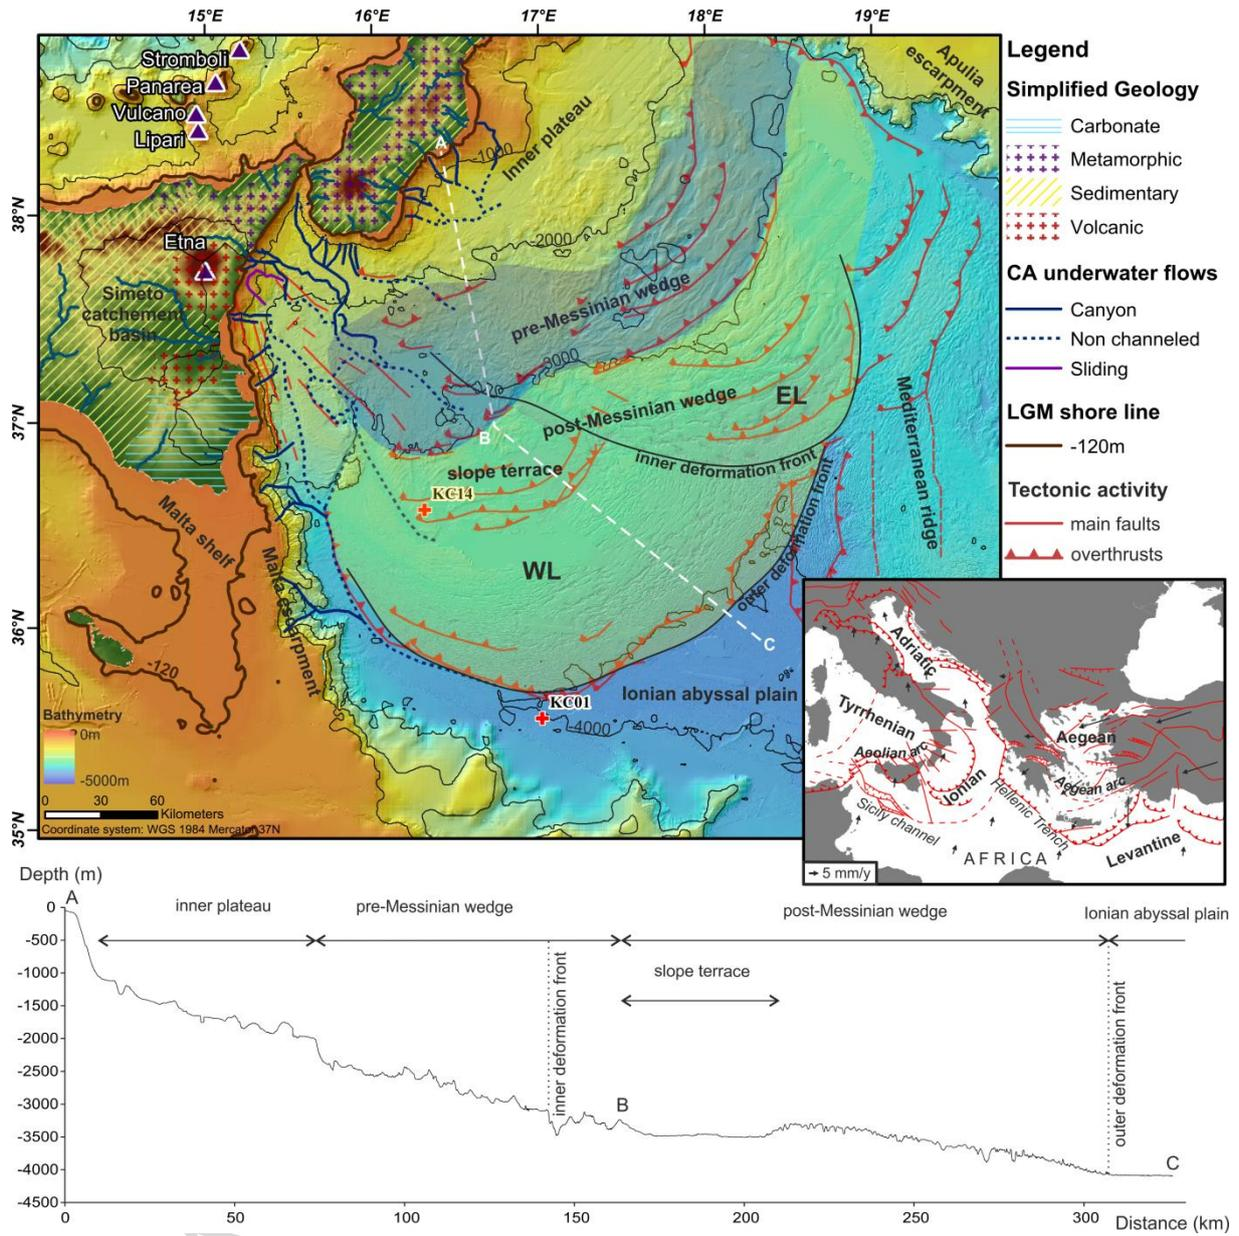 15°E
16°E
17°E
18°E
19°E
38°N
37°N
36°N
35°N
Stromboli
Panarea
Vulcano
Lipari
Etna
Simeto
catchement
basin
A
-1000
Inner plateau
-2000
Apulia
escarpment
pre-Messinian wedge
-3000
post-Messinian wedge
EL
B
inner deformation front
Mediterranean ridge
slope terrace
KC14
WL
outer deformation front
C
Malta shelf
Malta escarpment
-120
Ionian abyssal plain
KC01
-4000
Bathymetry
0m
-5000m
0 30 60
Kilometers
Coordinate system: WGS 1984 Mercator 37N
Legend
Simplified Geology
Carbonate
Metamorphic
Sedimentary
Volcanic
CA underwater flows
Canyon
Non channeled
Sliding
LGM shore line
-120m
Tectonic activity
main faults
overthrusts
Adriatic
Tyrrhenian
Aeolian arc
Ionian
Aegean
Aegean arc
Hellenic Trench
Sicily channel
AFRICA
Levantine
5 mm/y
Depth (m)
A
inner plateau
pre-Messinian wedge
post-Messinian wedge
Ionian abyssal plain
slope terrace
inner deformation front
outer deformation front
B
C
0
-500
-1000
-1500
-2000
-2500
-3000
-3500
-4000
-4500
0 50 100 150 200 250 300
Distance (km)